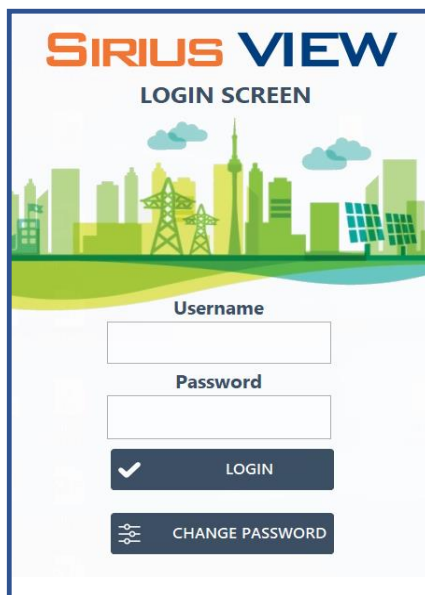 SIRIUS VIEW
LOGIN SCREEN
Username
Password
LOGIN
CHANGE PASSWORD